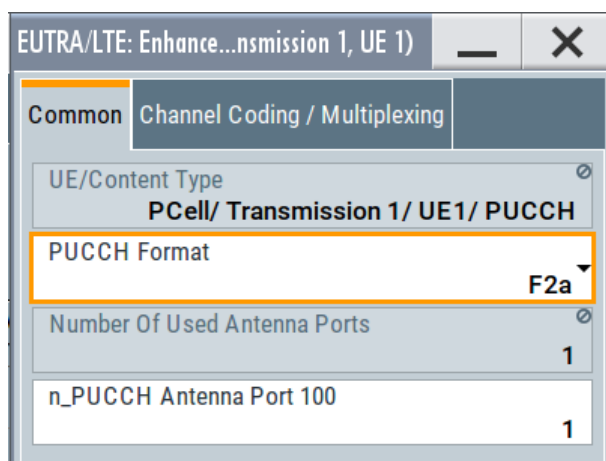 EUTRA/LTE: Enhance...nsmission 1, UE 1)
Common Channel Coding / Multiplexing
UE/Content Type
PCell/ Transmission 1/ UE1/ PUCCH
PUCCH Format
F2a
Number Of Used Antenna Ports
1
n_PUCCH Antenna Port 100
1